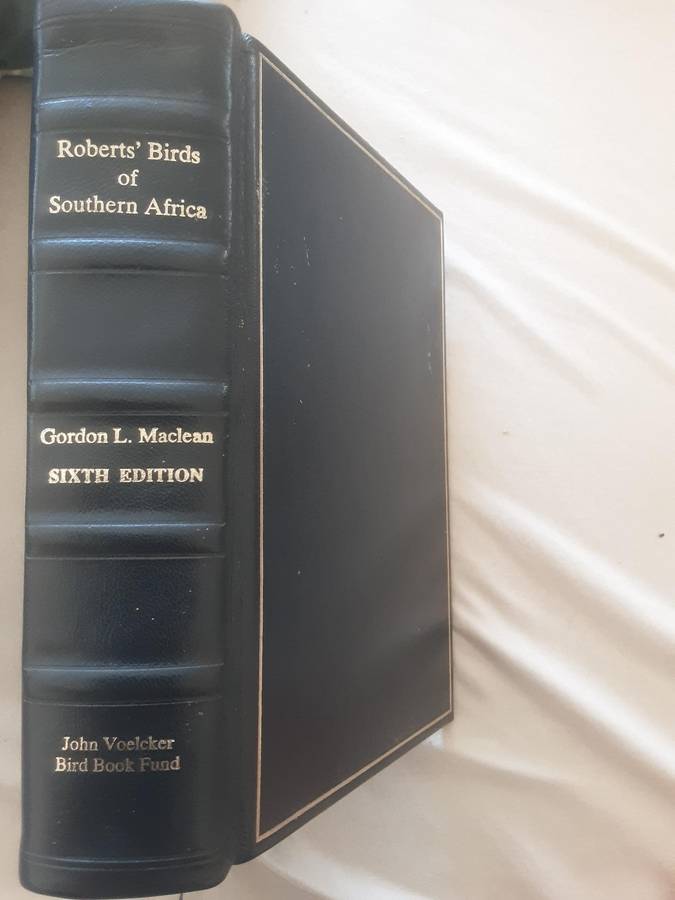 Roberts' Birds
of
Southern Africa
Gordon L. Maclean
SIXTH EDITION
John Voelcker
Bird Book Fund